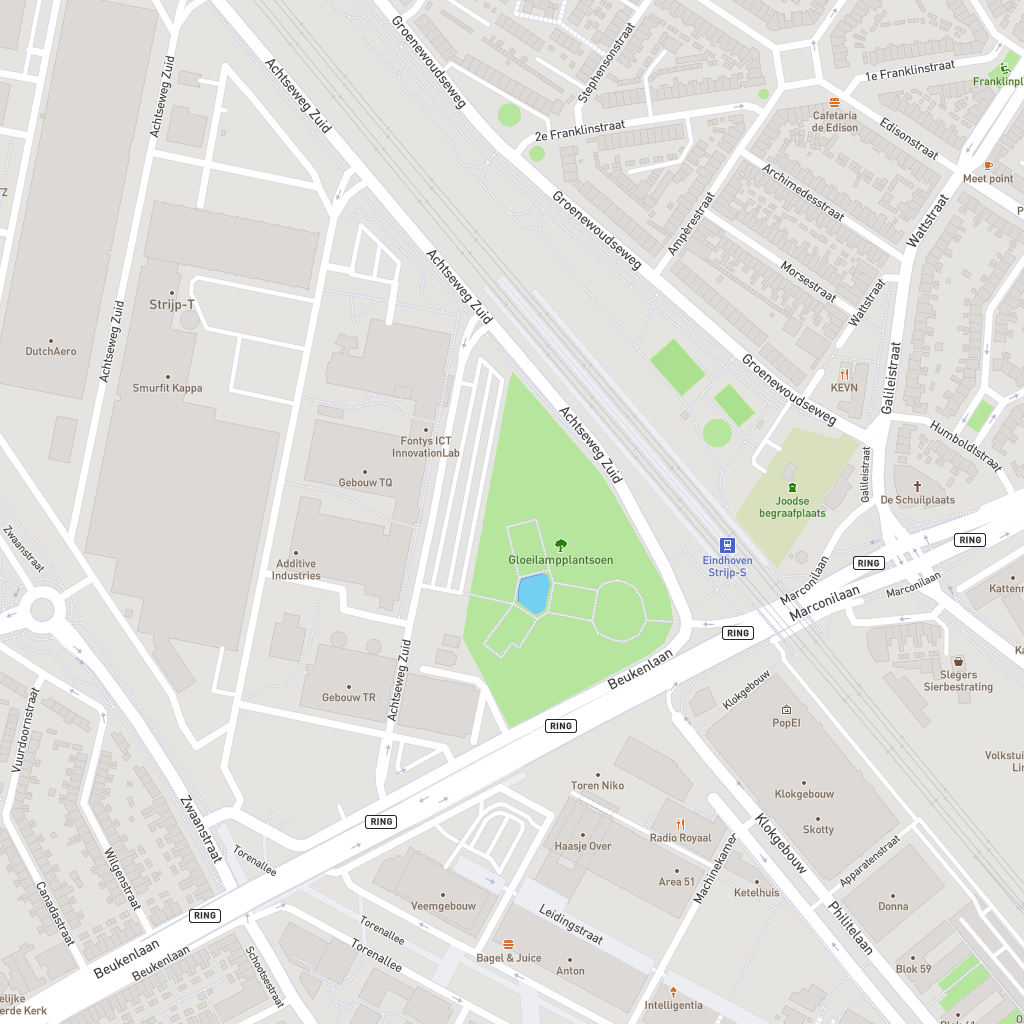 Achtseweg Zuid
Achtseweg Zuid
Groenewoudseweg
Stephensonstraat
1e Franklinstraat
Franklinpl
2e Franklinstraat
Cafetaria
de Edison
Edisonstraat
Meet point
Archimedesstraat
Groenewoudseweg
Ampèrestraat
Wattstraat
Morsestraat
Wattstraat
Achtseweg Zuid
Strijp-T
DutchAero
Achtseweg Zuid
Smurfit Kappa
Groenewoudseweg
KEVN
Galileistraat
Humboldtstraat
Achtseweg Zuid
Fontys ICT
InnovationLab
Gebouw TQ
Galileistraat
De Schuilplaats
Joodse
begraafplaats
Zwaanstraat
Gloeilampplantsoen
Eindhoven
Strijp-S
RING
RING
Additive
Industries
Marconilaan
Marconilaan
Marconilaan
RING
Beukenlaan
Achtseweg Zuid
Gebouw TR
Klokgebouw
Slegers
Sierbestrating
PopEI
RING
Vuurdoornstraat
Toren Niko
Klokgebouw
Skotty
RING
Zwaanstraat
Radio Royaal
Haasje Over
Klokgebouw
Torenallee
Wilgenstraat
Area 51
Machinekamer
Ketelhuis
Apparatenstraat
Canadastraat
RING
Veemgebouw
Donna
Philitelaan
Leidingstraat
Torenallee
Torenallee
Beukenlaan
Beukenlaan
Schootsestraat
Bagel & Juice
Anton
Blok 59
Intelligentia